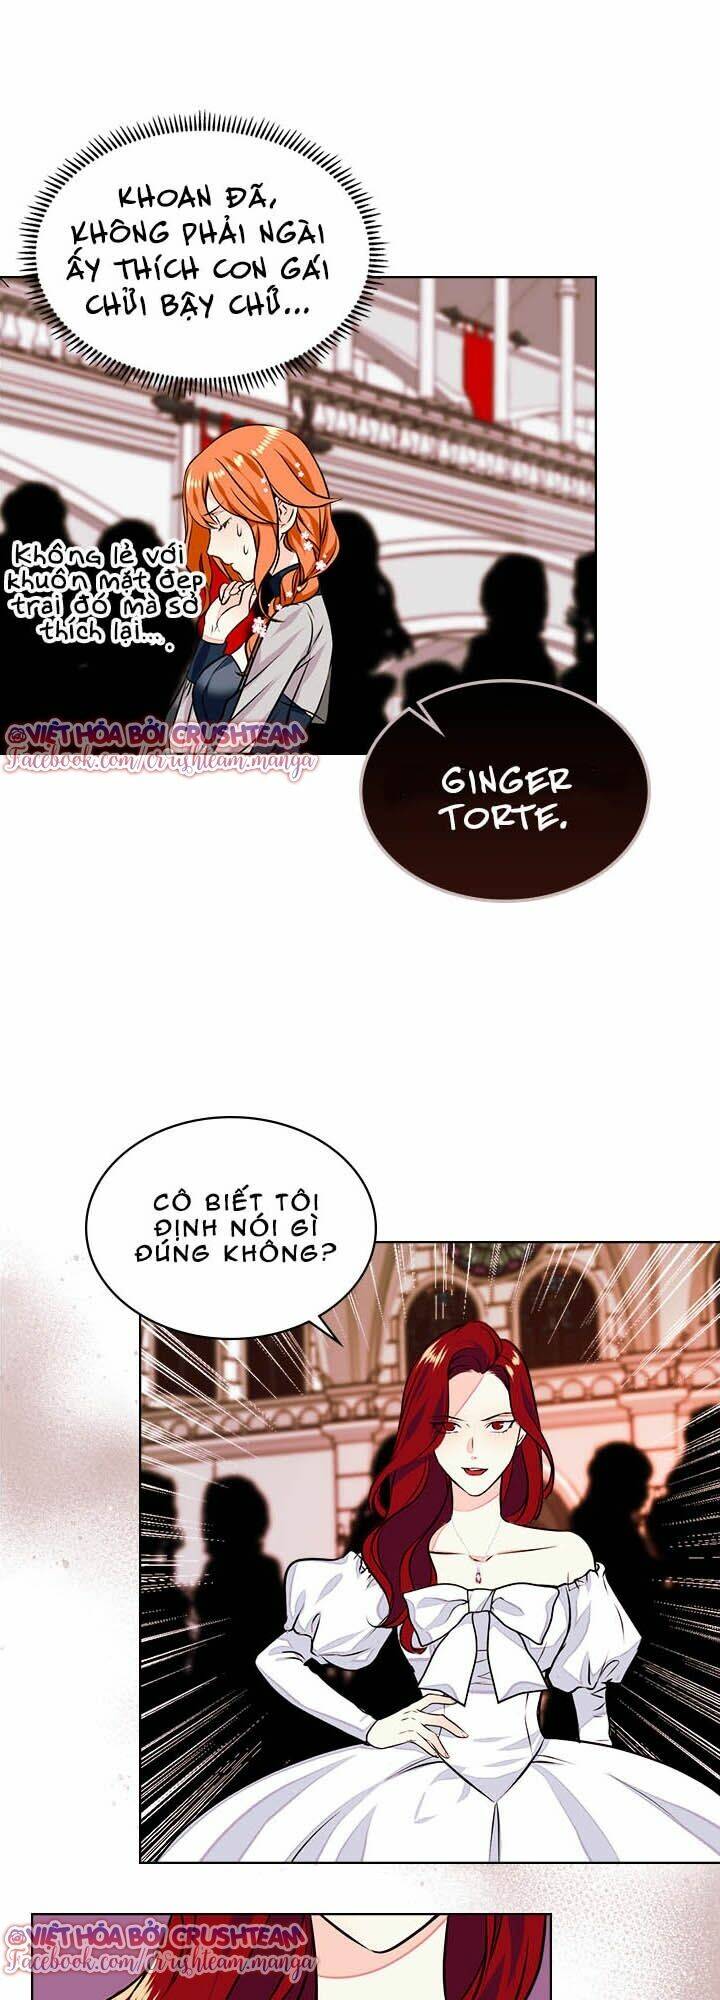 KHOAN ĐÃ,
KHÔNG PHẢI NGÀI
ẤY THÍCH CON GÁI
CHỬI BẬY CHỨ...
Không lẻ với
khuôn mặt đẹp
trai đó mà sở
thích lại....
@VIỆT HÓA BỞI CRUSHTEAM
Facebook.com/crushteam.manga
GINGER
TORTE.
CÔ BIẾT TÔI
ĐỊNH NÓI GÌ
ĐÚNG KHÔNG?
@VIỆT HÓA BỞI CRUSHTEAM
Facebook.com/crushteam.manga